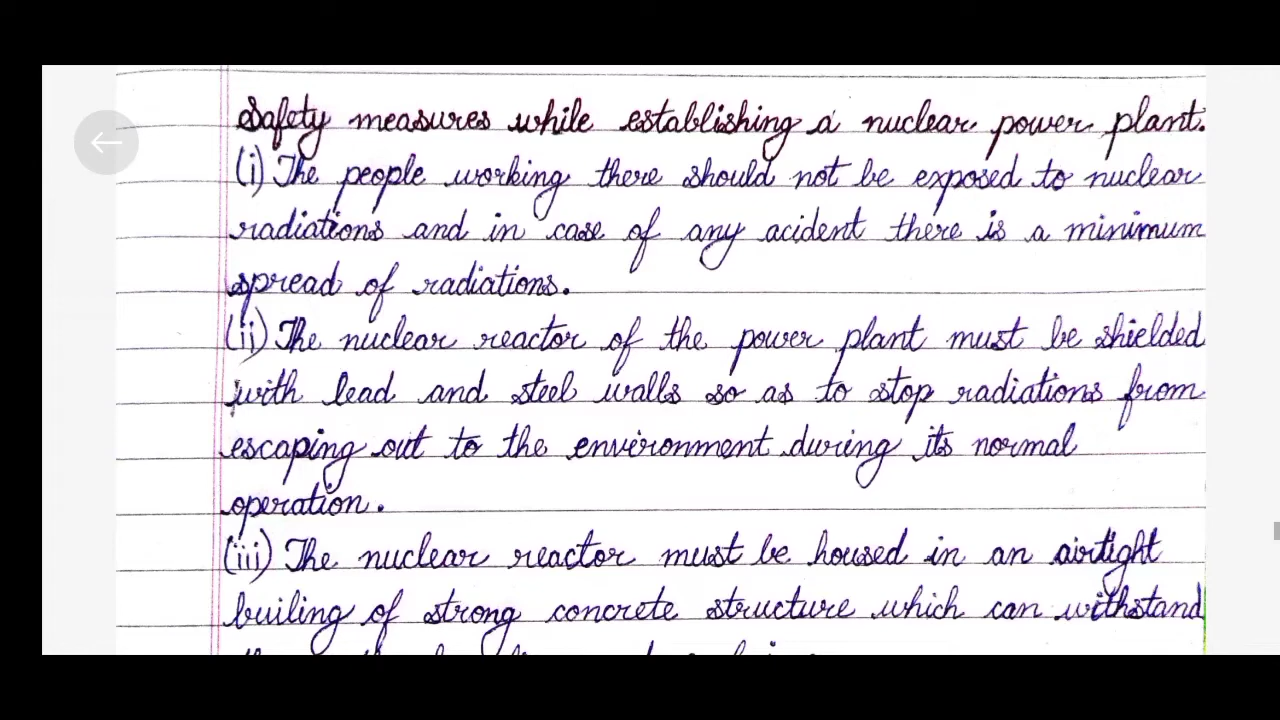 Safety measures while establishing a nuclear power plant.
(i) The people working there should not be exposed to nuclear
radiations and in case of any acident there is a minimum
spread of radiations.
(ii) The nuclear reactor of the power plant must be shielded
with lead and steel walls so as to stop radiations from
escaping out to the environment during its normal
operation.
(iii) The nuclear reactor must be housed in an airtight
builing of strong concrete structure which can withstand